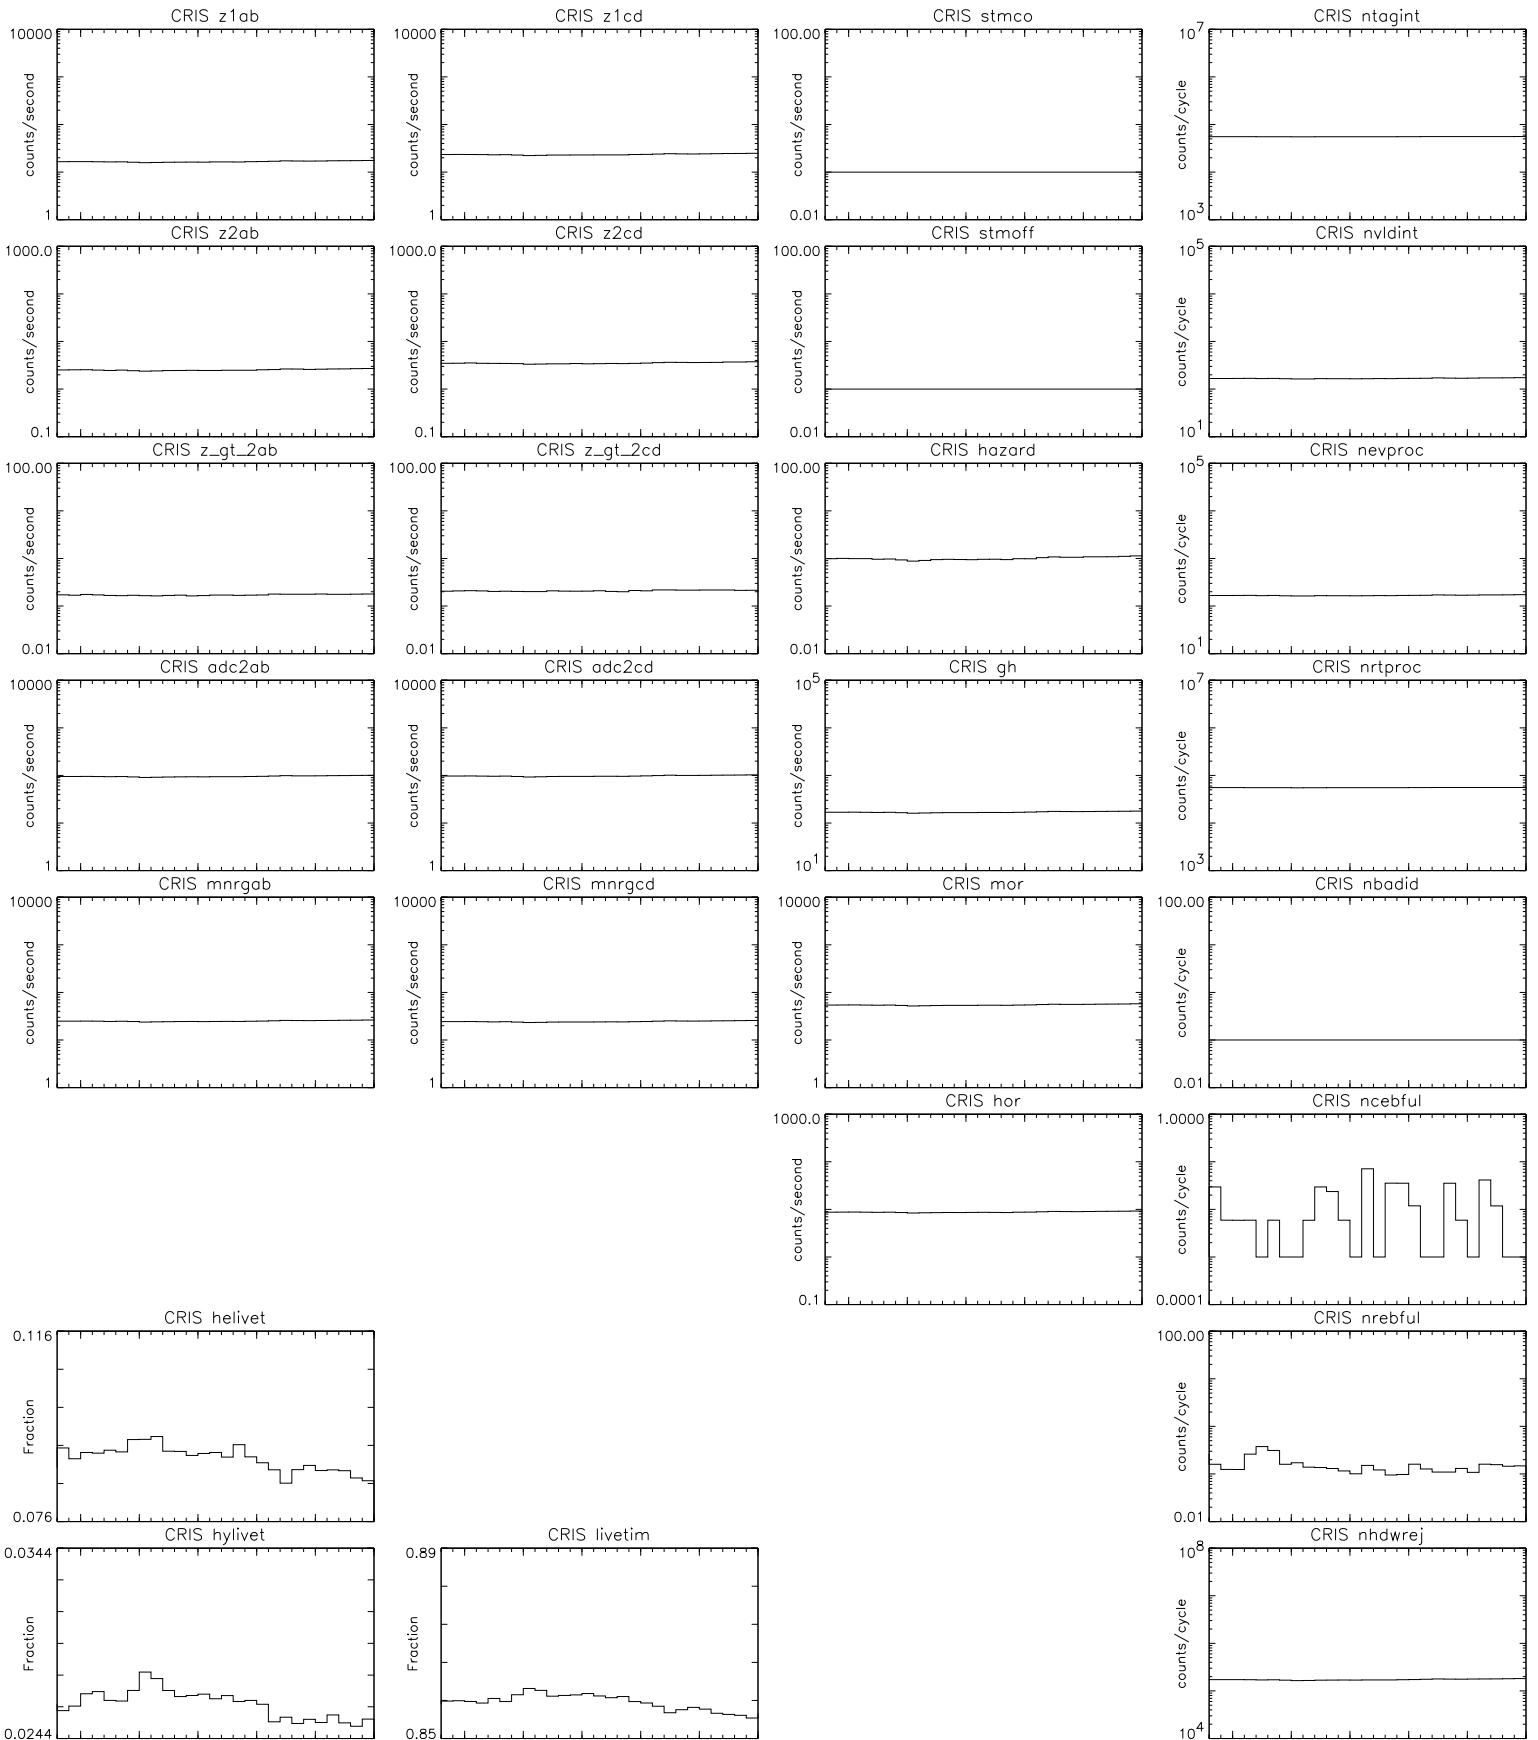 CRIS z1ab
CRIS z1cd
CRIS stmco
CRIS ntagint
10000
counts/second
1
10000
counts/second
1
100.00
counts/second
0.01
10^7
counts/cycle
10^3
CRIS z2ab
CRIS z2cd
CRIS stmoff
CRIS nvldint
1000.0
counts/second
0.1
1000.0
counts/second
0.1
100.00
counts/second
0.01
10^5
counts/cycle
10^1
CRIS z_gt_2ab
CRIS z_gt_2cd
CRIS hazard
CRIS nevproc
100.00
counts/second
0.01
100.00
counts/second
0.01
100.00
counts/second
0.01
10^5
counts/cycle
10^1
CRIS adc2ab
CRIS adc2cd
CRIS gh
CRIS nrtproc
10000
counts/second
1
10000
counts/second
1
10^5
counts/second
10^1
10^7
counts/cycle
10^3
CRIS mnrgab
CRIS mnrgcd
CRIS mor
CRIS nbadid
10000
counts/second
1
10000
counts/second
1
10000
counts/second
1
100.00
counts/cycle
0.01
CRIS hor
CRIS ncebful
1000.0
counts/second
0.1
1.0000
counts/cycle
0.0001
CRIS helivet
CRIS nrebful
0.116
Fraction
0.076
100.00
counts/cycle
0.01
CRIS hylivet
CRIS livetim
CRIS nhdwrej
0.0344
Fraction
0.0244
0.89
Fraction
0.85
10^8
counts/cycle
10^4